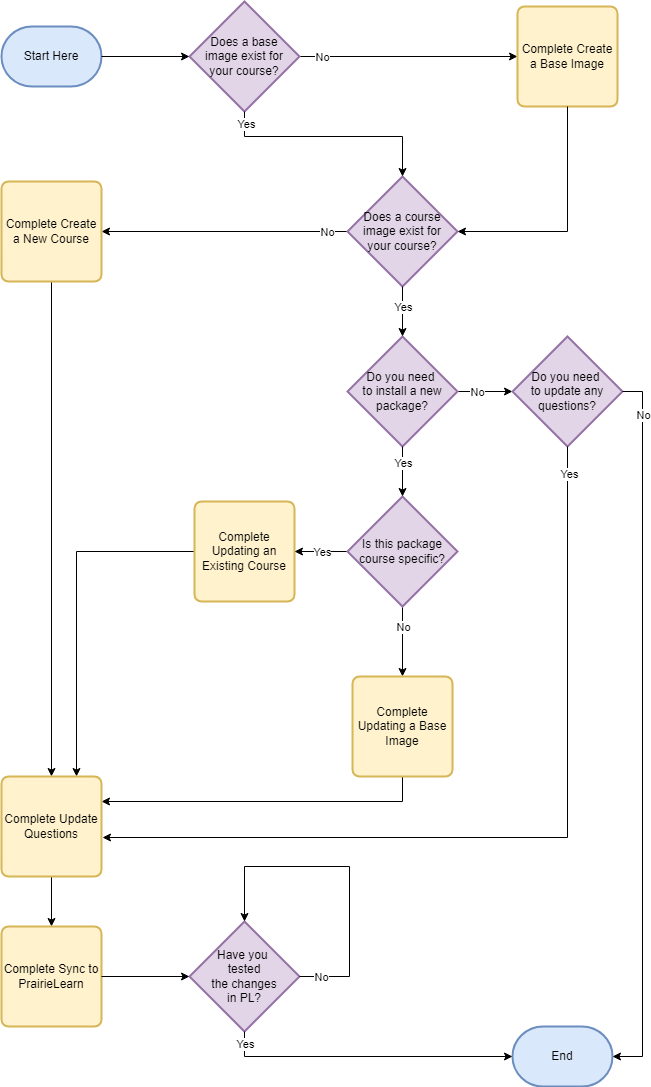 Start Here
Does a base
image exist for
your course?
No
Complete Create
a Base Image
Yes
Complete Create
a New Course
No
Does a course
image exist for
your course?
Yes
Do you need
to install a new
package?
No
Do you need
to update any
questions?
No
Yes
Yes
Complete
Updating an
Existing Course
Yes
Is this package
course specific?
No
Complete
Updating a Base
Image
Complete Update
Questions
Complete Sync to
PrairieLearn
Have you
tested
the changes
in PL?
No
Yes
End